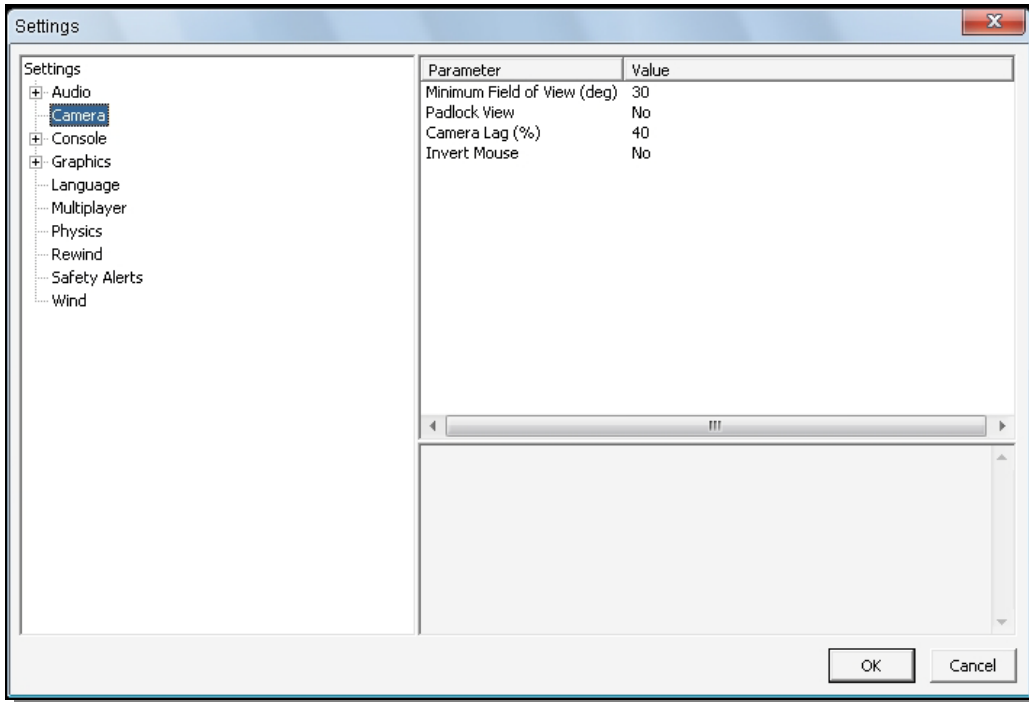 Settings
Settings
Audio
Camera
Console
Graphics
Language
Multiplayer
Physics
Rewind
Safety Alerts
Wind
Parameter Value
Minimum Field of View (deg) 30
Padlock View No
Camera Lag (%) 40
Invert Mouse No
OK Cancel